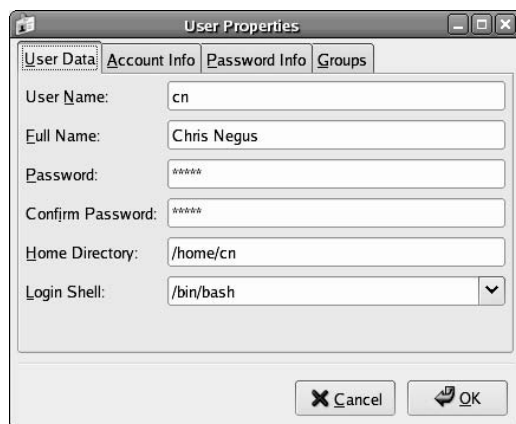 User Properties
User Data Account Info Password Info Groups
User Name: cn
Full Name: Chris Negus
Password: *****
Confirm Password: *****
Home Directory: /home/cn
Login Shell: /bin/bash
Cancel OK